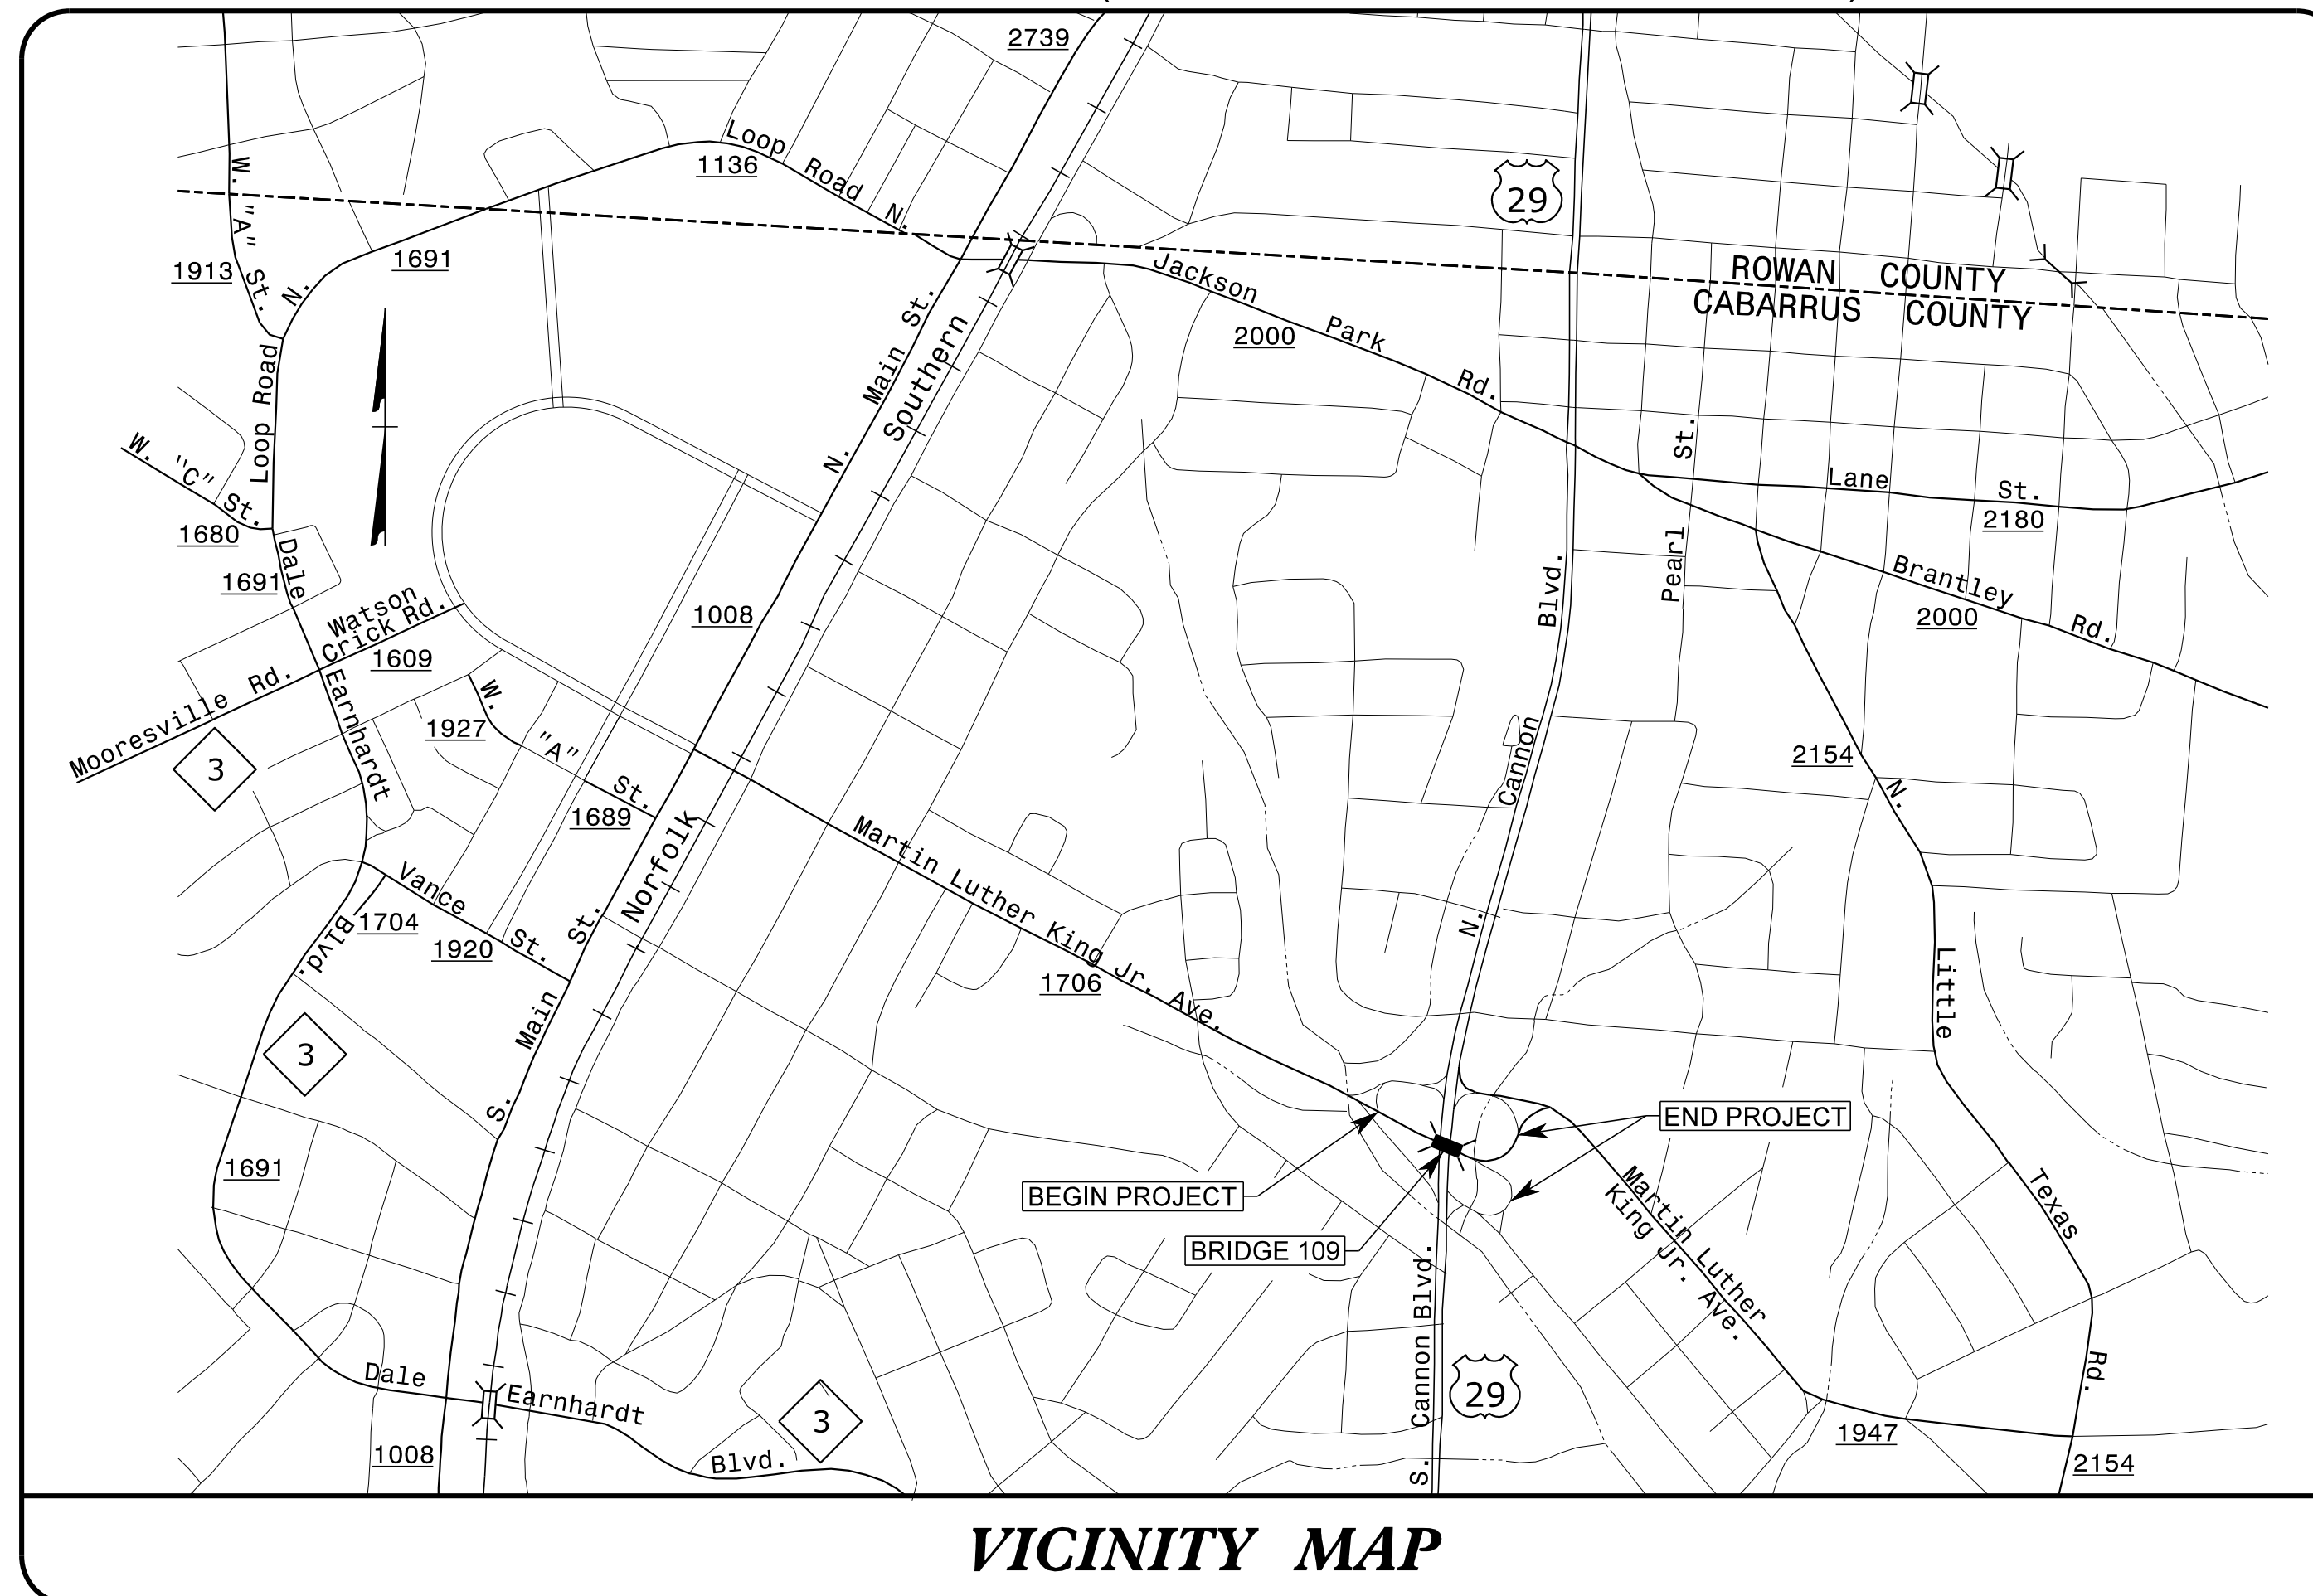 2739
Loop Road N.
1136
29
W. "A" St.
1913
1691
N.
Loop Road
ROWAN COUNTY
CABARRUS COUNTY
Jackson Park Rd.
2000
N. Main St.
Southern
W. "C" St.
1680
Dale
1691
Lane St.
2180
Pearl St.
Brantley Rd.
2000
Watson
Crick Rd.
1609
1008
Blvd.
Mooresville Rd.
Earnhardt
3
W. "A" St.
1927
1689
Cannon
N.
2154
N.
Little
Texas
Rd.
Norfolk
Martin Luther King Jr. Ave.
1706
Vance St.
1704
1920
Blvd.
3
S. Main St.
1691
END PROJECT
BEGIN PROJECT
BRIDGE 109
Martin Luther
King Jr. Ave.
S. Cannon Blvd.
29
Dale Earnhardt Blvd.
3
1008
1947
2154
VICINITY MAP